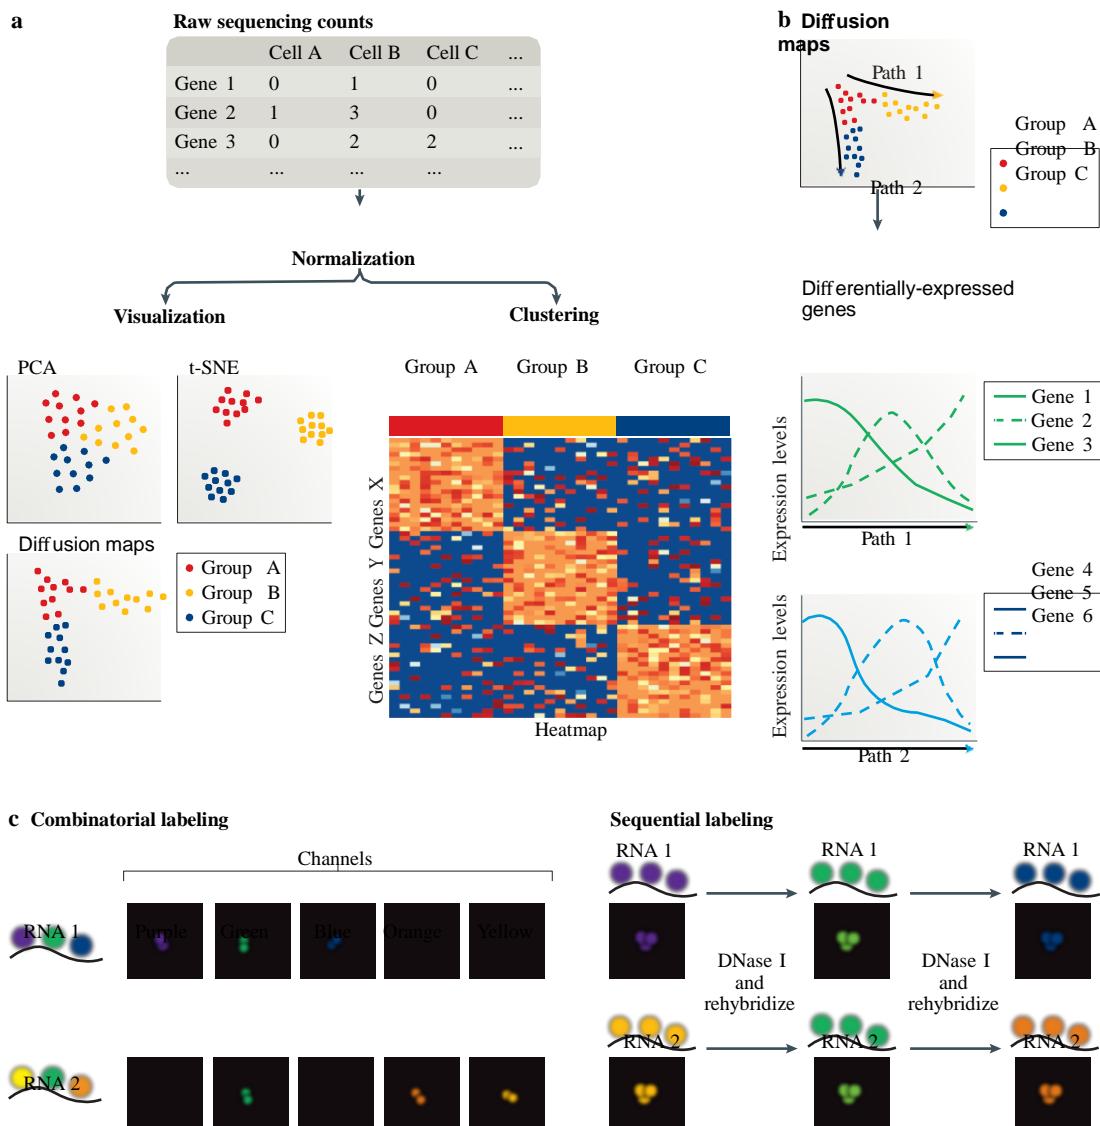 a
Raw sequencing counts
Cell A Cell B Cell C ...
Gene 1 0 1 0
Gene 2 1 3 0 ...
Gene 3 0 2 2 ...
... ... ... ...
Normalization
Visualization
Clustering
PCA
t-SNE
Diffusion maps
Group A
Group B
Group C
Group A Group B Group C
Genes X
Genes Y
Genes Z
Heatmap
b Diffusion
maps
Path 1
Path 2
Group A
Group B
Group C
Differentially-expressed
genes
Expression levels
Path 1
Gene 1
Gene 2
Gene 3
Expression levels
Path 2
Gene 4
Gene 5
Gene 6
c Combinatorial labeling
Channels
RNA 1
Purple Green Blue Orange Yellow
RNA 2
Sequential labeling
RNA 1 RNA 1 RNA 1
DNase I
and
rehybridize
DNase I
and
rehybridize
RNA 2 RNA 2 RNA 2